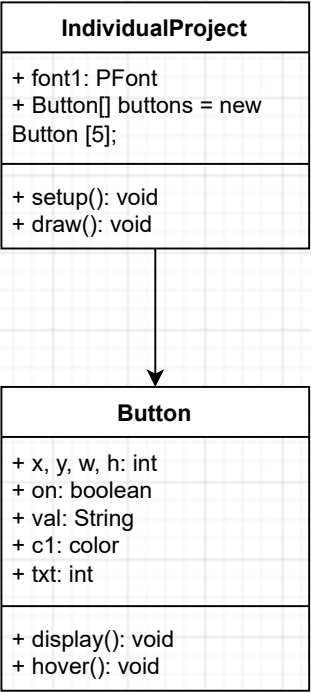 IndividualProject
+ font1: PFont
+ Button[] buttons = new
Button [5];
+ setup(): void
+ draw(): void
Button
+ x, y, w, h: int
+ on: boolean
+ val: String
+ c1: color
+ txt: int
+ display(): void
+ hover(): void